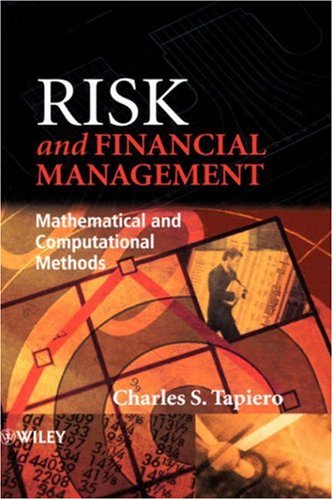 RISK
and FINANCIAL
MANAGEMENT
Mathematical and
Computational
Methods
Charles S. Tapiero
WILEY